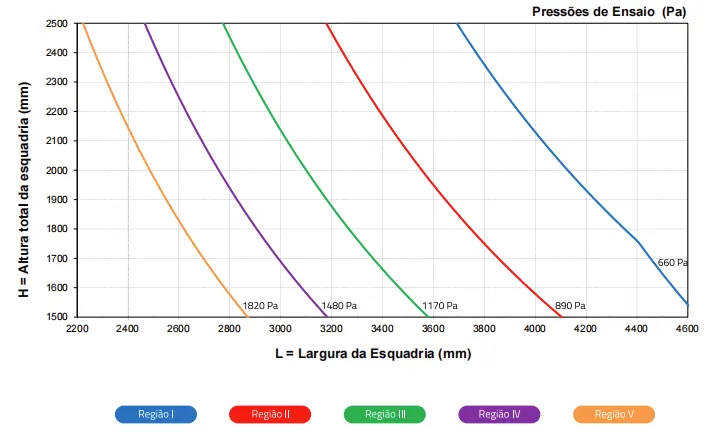 Pressões de Ensaio (Pa)
2500
2400
2300
2200
2100
2000
1900
1800
1700
1600
1500
H = Altura total da esquadria (mm)
660 Pa
1820 Pa 1480 Pa 1170 Pa 890 Pa
2200 2400 2600 2800 3000 3200 3400 3600 3800 4000 4200 4400 4600
L = Largura da Esquadria (mm)
Região I Região II Região III Região IV Região V